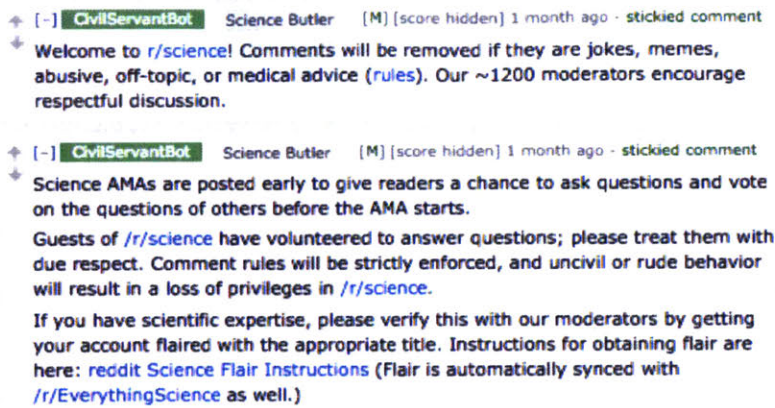 [-] CivilServantBot Science Butler [M] [score hidden] 1 month ago - stickied comment
Welcome to r/science! Comments will be removed if they are jokes, memes,
abusive, off-topic, or medical advice (rules). Our ~1200 moderators encourage
respectful discussion.
[-] CivilServantBot Science Butler [M] [score hidden] 1 month ago - stickied comment
Science AMAs are posted early to give readers a chance to ask questions and vote
on the questions of others before the AMA starts.
Guests of /r/science have volunteered to answer questions; please treat them with
due respect. Comment rules will be strictly enforced, and uncivil or rude behavior
will result in a loss of privileges in /r/science.
If you have scientific expertise, please verify this with our moderators by getting
your account flaired with the appropriate title. Instructions for obtaining flair are
here: reddit Science Flair Instructions (Flair is automatically synced with
/r/EverythingScience as well.)